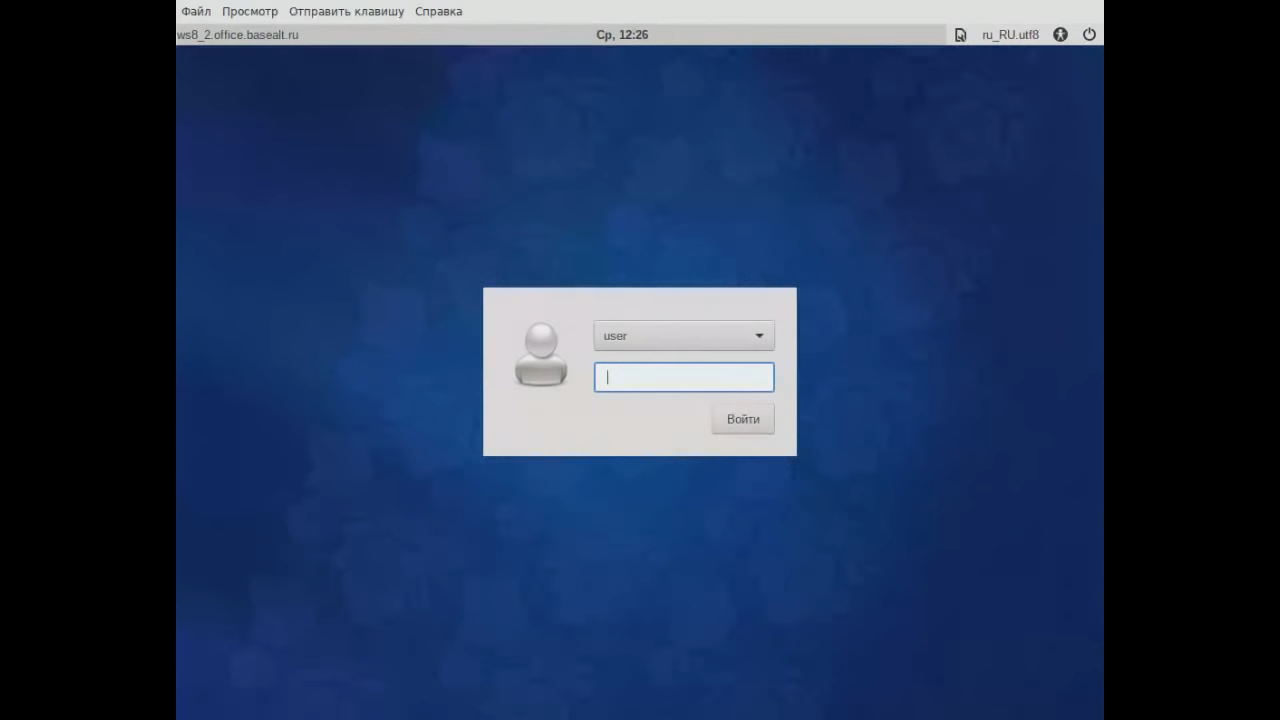 Файл Просмотр Отправить клавишу Справка
ws8_2.office.basealt.ru Ср, 12:26 ru_RU.utf8
user
Войти